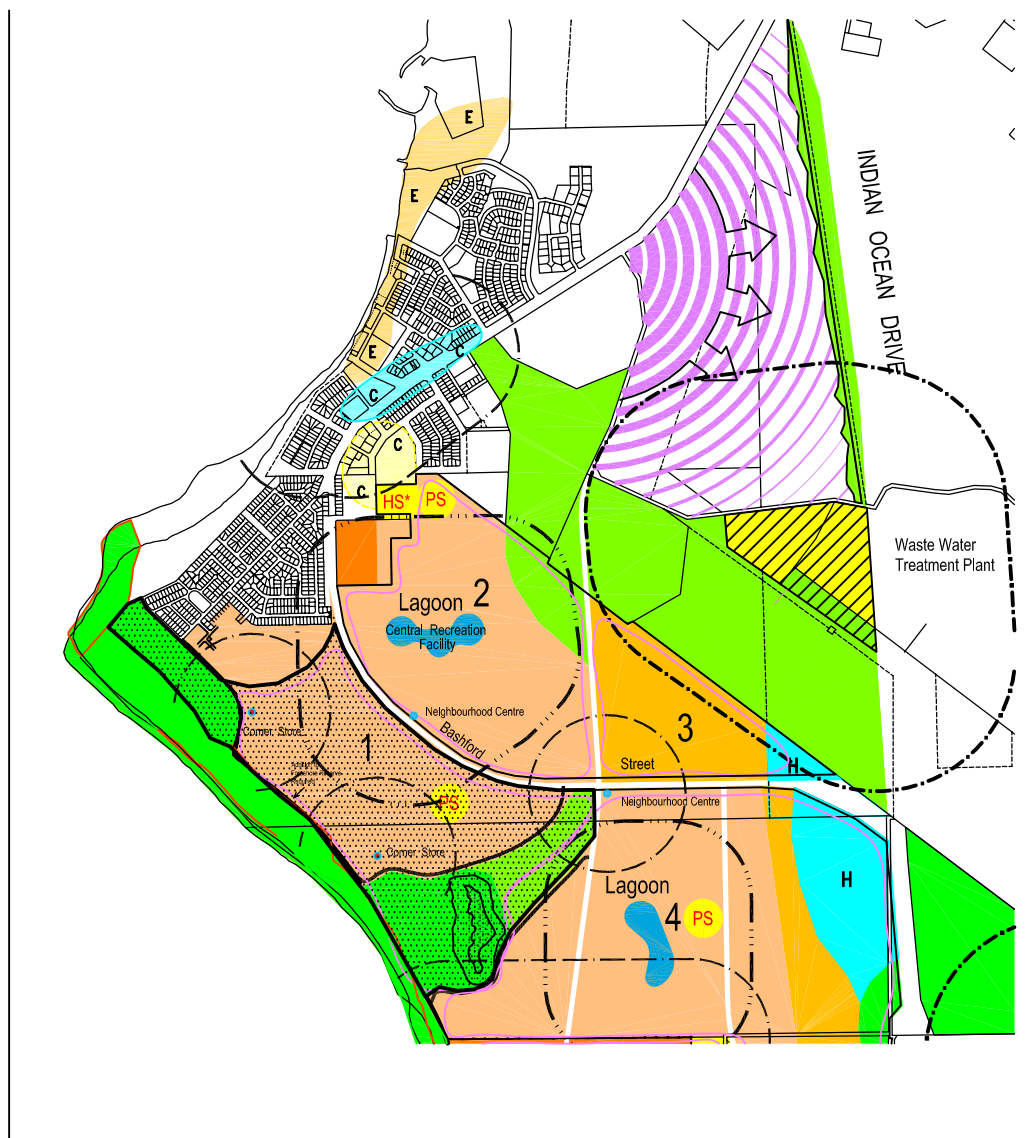 E
E
INDIAN OCEAN DRIVE
E
C
C
C
C
HS*
PS
Waste Water
Treatment Plant
Lagoon
2
Central Recreation
Facility
Neighbourhood Centre
Bashford
Street
3
H
Corner Store
1
PS
Neighbourhood Centre
Corner Store
Lagoon
4
PS
H